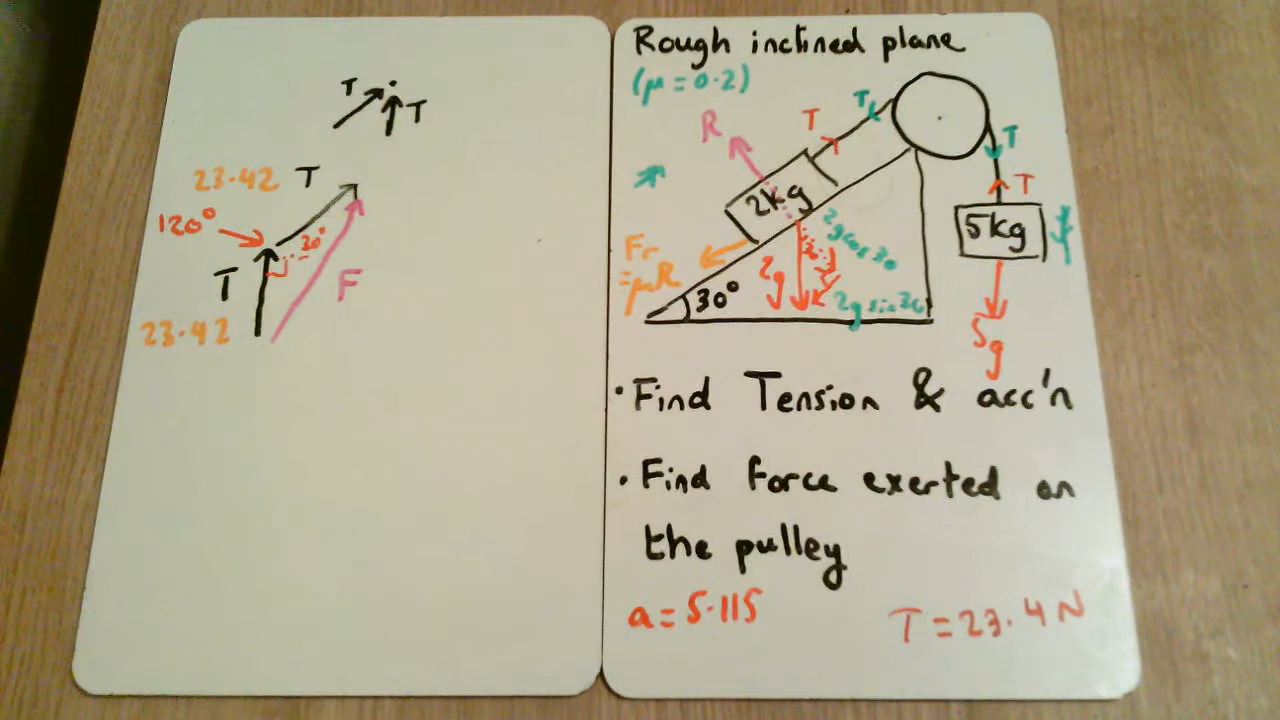 T
T
23.42 T
120°
30°
T
F
23.42
Rough inclined plane
(μ = 0.2)
T
T
R
T
T
2kg
5kg
2g cos 30
Fr
= μR
2g
30°
2g sin 30
5g
• Find Tension & acc'n
• Find force exerted on
the pulley
a = 5.115
T = 23.4 N